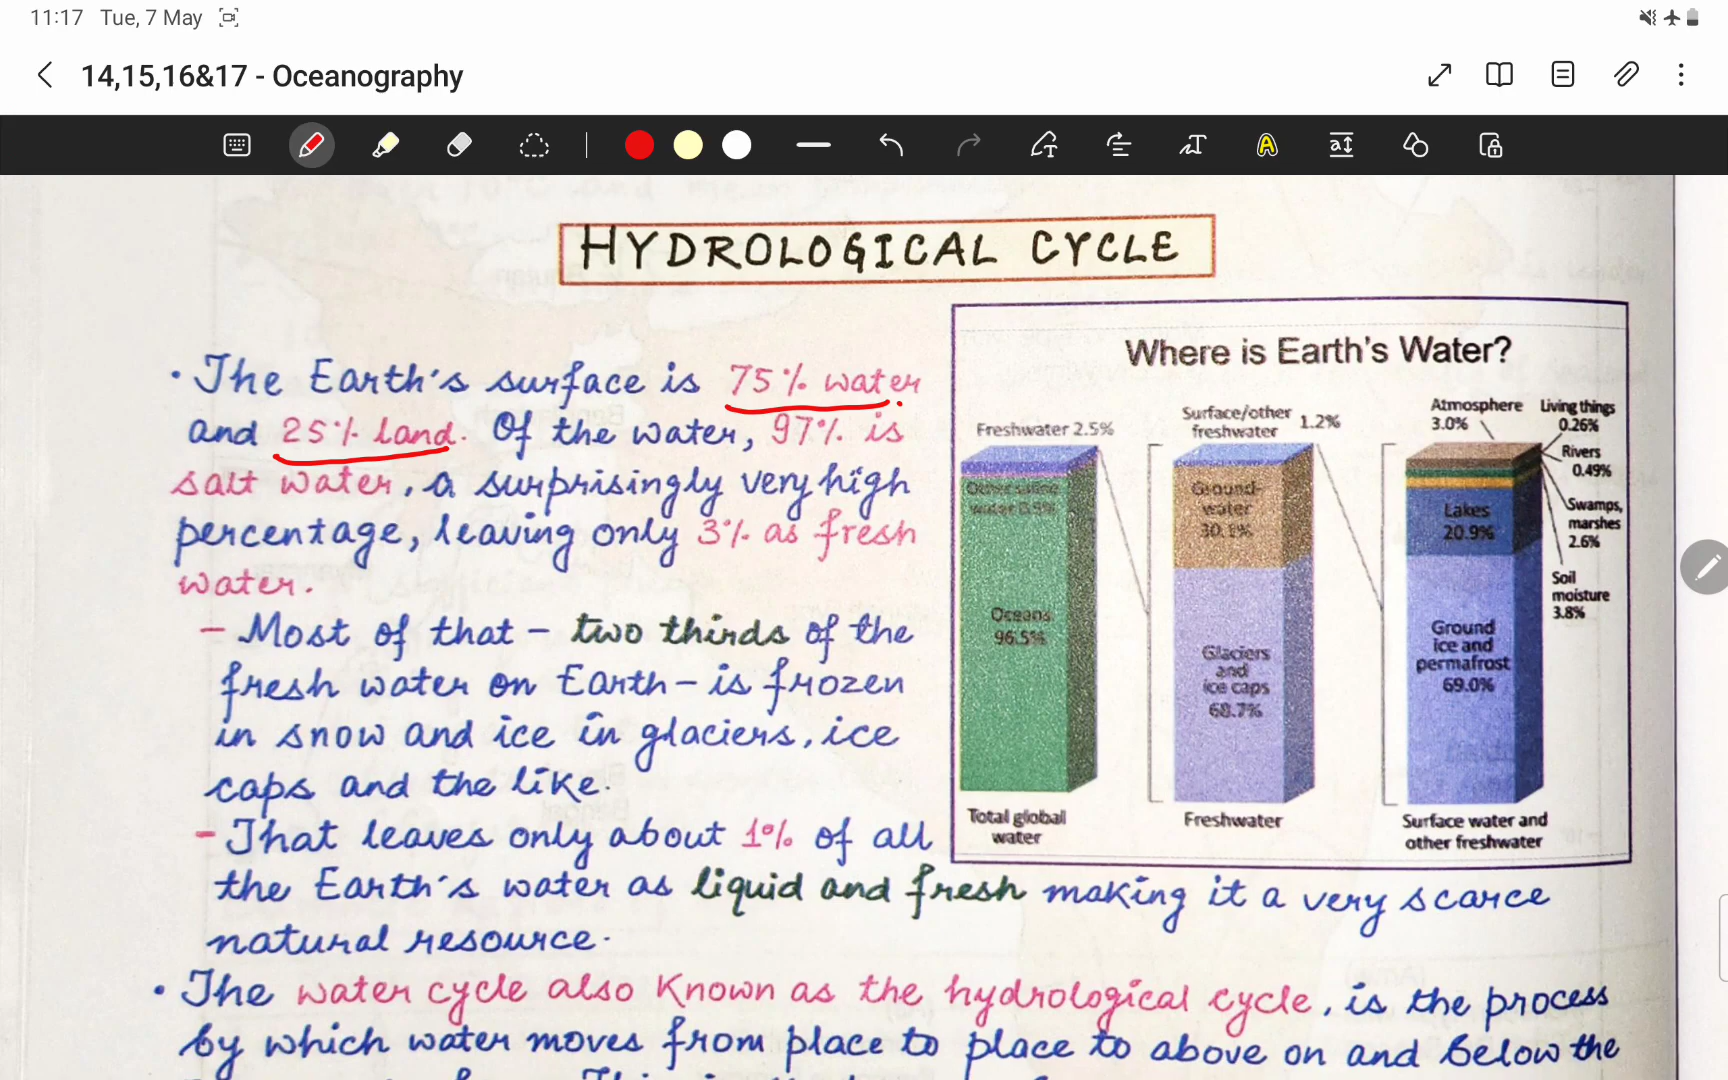 11:17 Tue, 7 May
14,15,16&17 - Oceanography
HYDROLOGICAL CYCLE
• The Earth's surface is 75% water
and 25% land. Of the water, 97% is
salt water, a surprisingly very high
percentage, leaving only 3% as fresh
water.
– Most of that – two thirds of the
fresh water on Earth – is frozen
in snow and ice in glaciers, ice
caps and the like.
– That leaves only about 1% of all
the Earth's water as liquid and fresh making it a very scarce
natural resource.
• The water cycle also known as the hydrological cycle, is the process
by which water moves from place to place to above on and below the
Where is Earth's Water?
Freshwater 2.5%
Other saline
water 0.9%
Oceans
96.5%
Total global
water
Surface/other
freshwater 1.2%
Ground-
water
30.1%
Glaciers
and
ice caps
68.7%
Freshwater
Atmosphere
3.0%
Living things
0.26%
Rivers
0.49%
Swamps,
marshes
2.6%
Soil
moisture
3.8%
Lakes
20.9%
Ground
ice and
permafrost
69.0%
Surface water and
other freshwater